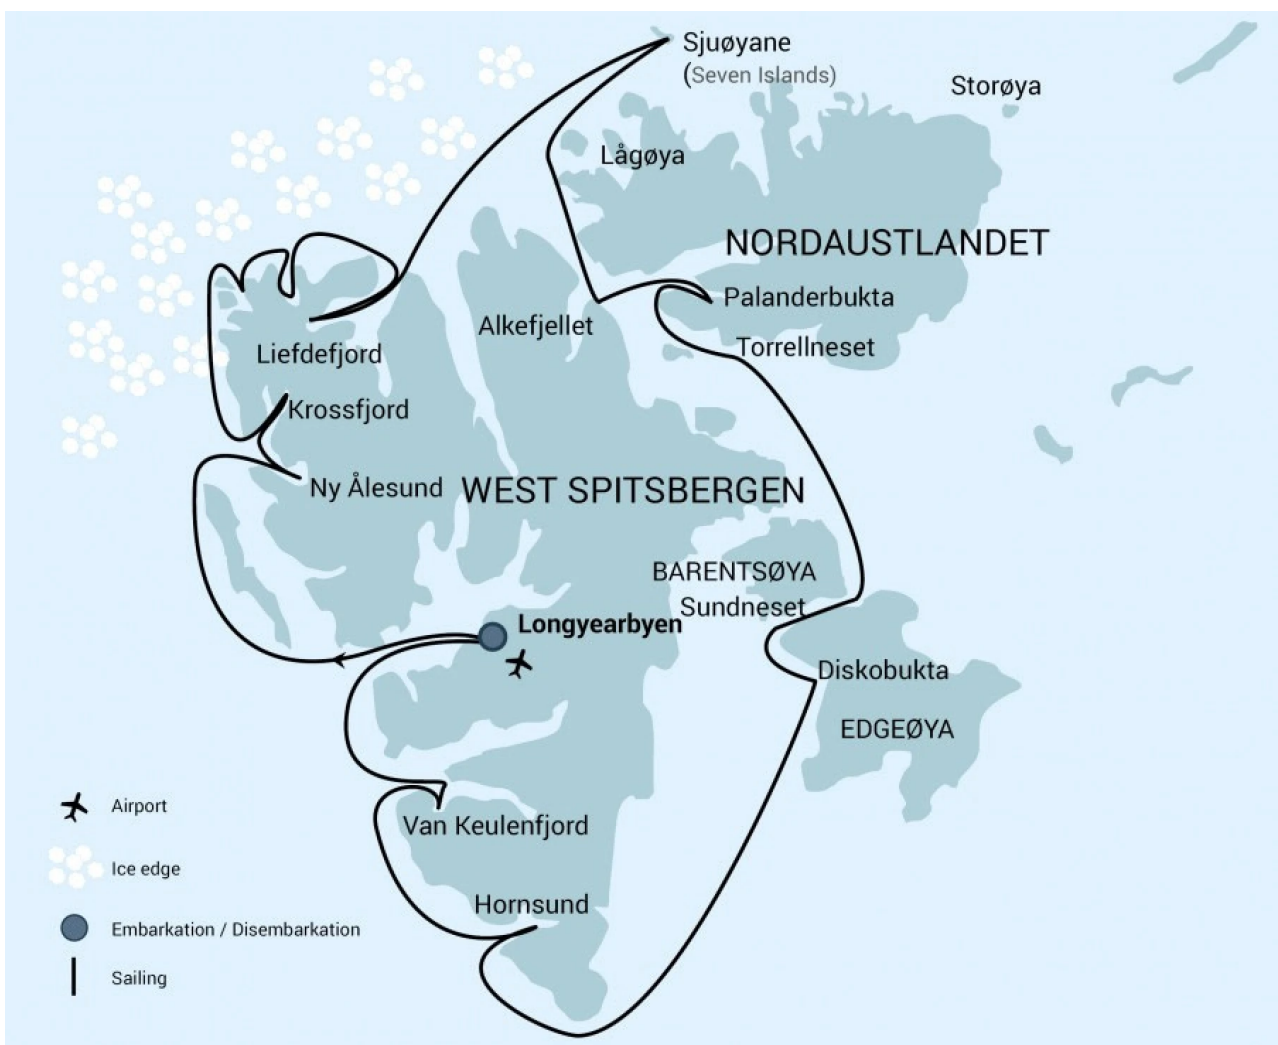 Sjuøyane
(Seven Islands)
Storøya
Lågøya
NORDAUSTLANDET
Palanderbukta
Alkefjellet
Torrellneset
Liefdefjord
Krossfjord
Ny Ålesund
WEST SPITSBERGEN
BARENTSØYA
Sundneset
Longyearbyen
Diskobukta
EDGEØYA
Airport
Van Keulenfjord
Ice edge
Hornsund
Embarkation / Disembarkation
Sailing